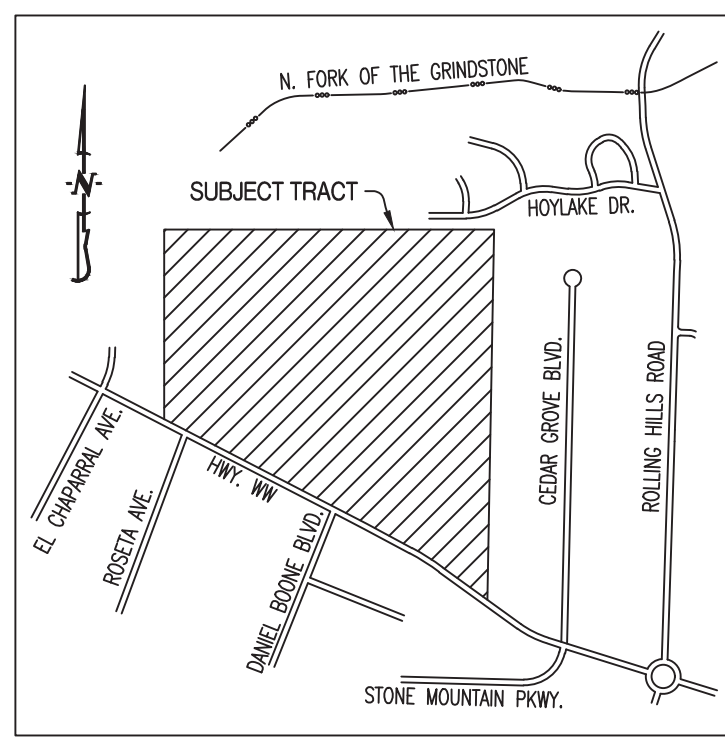 N. FORK OF THE GRINDSTONE
N
SUBJECT TRACT
HOYLAKE DR.
CEDAR GROVE BLVD.
ROLLING HILLS ROAD
EL CHAPARRAL AVE.
ROSETA AVE.
HWY. WW
DANIEL BOONE BLVD.
STONE MOUNTAIN PKWY.